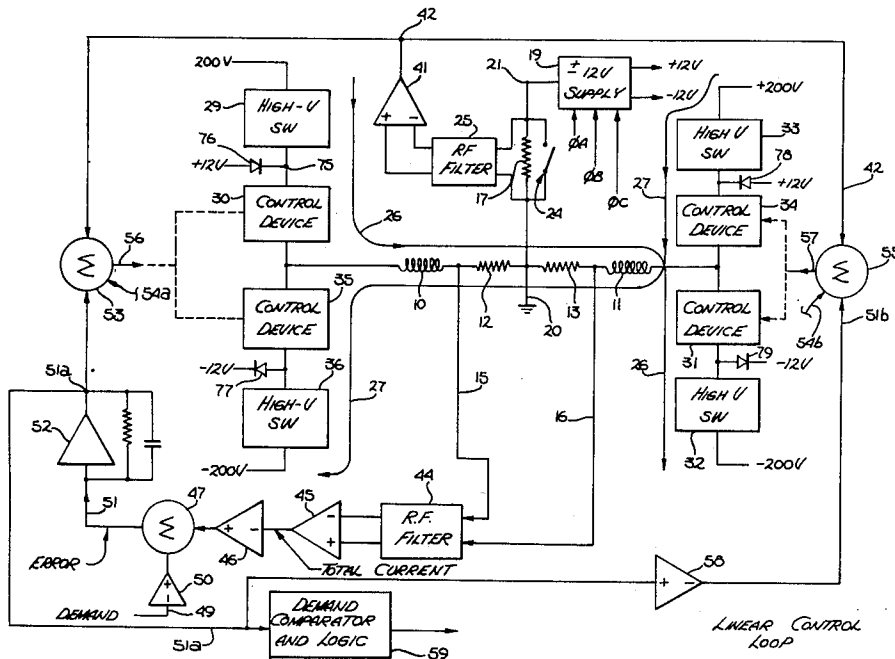 42
200V
29
HIGH-V
SW
76
+12V
75
30
CONTROL
DEVICE
26
56
Σ
53
54a
35
CONTROL
DEVICE
-12V
77
36
HIGH-V
SW
-200V
27
41
+ -
25
RF
FILTER
21
19
± 12V
SUPPLY
+12V
-12V
ØA
ØB
ØC
17
24
10
12
20
13
11
15
16
27
+200V
HIGH V
SW
33
78
+12V
CONTROL
DEVICE
34
42
57
Σ
55
54b
51b
CONTROL
DEVICE
31
79
-12V
26
HIGH V
SW
32
-200V
51a
52
51
ERROR
47
Σ
+ -
46
45
-
+
44
R.F.
FILTER
TOTAL CURRENT
+
-
50
DEMAND
49
51a
DEMAND
COMPARATOR
AND LOGIC
59
+ -
58
LINEAR CONTROL
LOOP